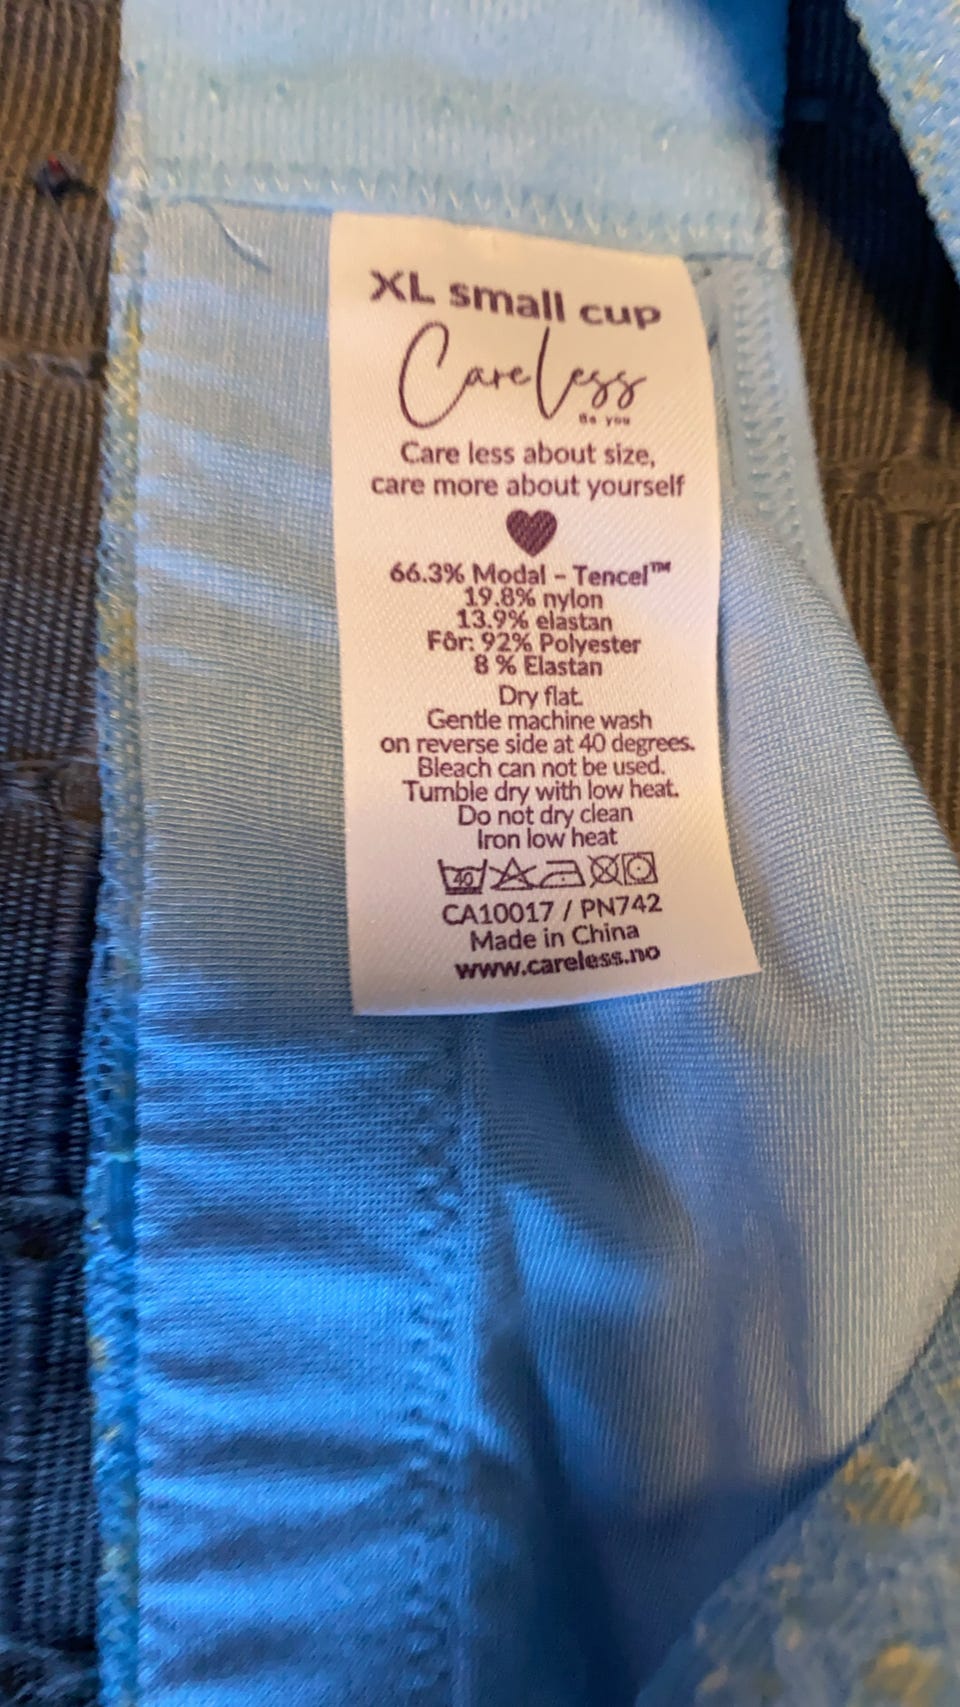 XL small cup
CareLess
Be you
Care less about size,
care more about yourself
66.3% Modal – Tencel™
19.8% nylon
13.9% elastan
Fôr: 92% Polyester
8 % Elastan
Dry flat.
Gentle machine wash
on reverse side at 40 degrees.
Bleach can not be used.
Tumble dry with low heat.
Do not dry clean
Iron low heat
40
CA10017 / PN742
Made in China
www.careless.no